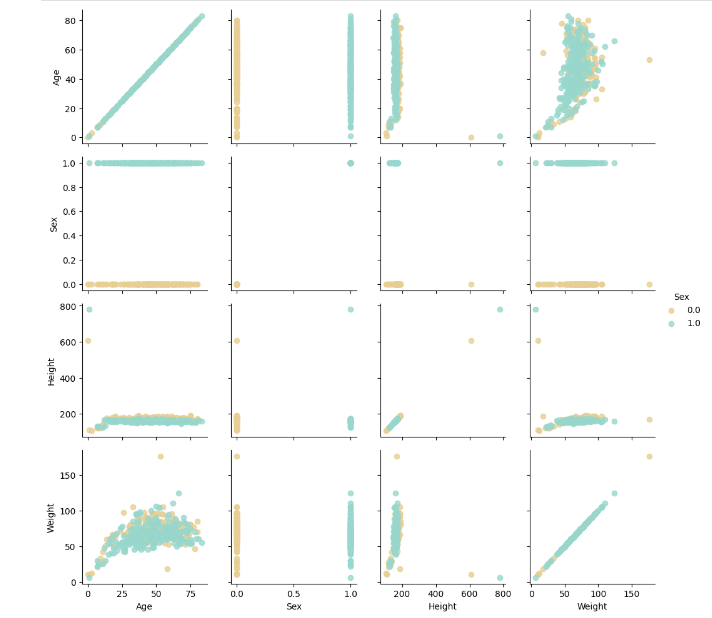 80
60
40
20
0
Age
1.0
0.8
0.6
0.4
0.2
0.0
Sex
Sex
0.0
1.0
800
600
400
200
Height
150
100
50
0
Weight
0 25 50 75
Age
0.0 0.5 1.0
Sex
200 400 600 800
Height
0 50 100 150
Weight